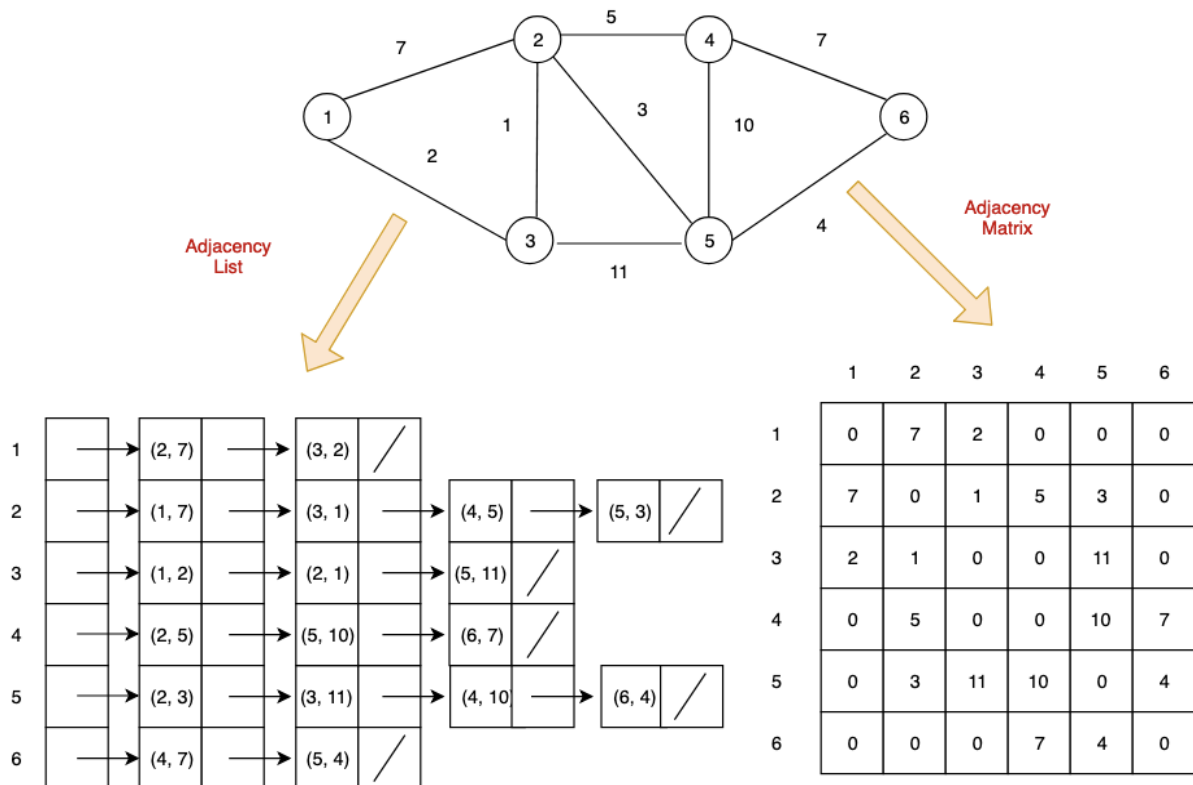 5
7
2
4
7
1
3
1
6
3
10
2
3
5
4
11
Adjacency
List
Adjacency
Matrix
1 (2, 7) (3, 2)
2 (1, 7) (3, 1) (4, 5) (5, 3)
3 (1, 2) (2, 1) (5, 11)
4 (2, 5) (5, 10) (6, 7)
5 (2, 3) (3, 11) (4, 10) (6, 4)
6 (4, 7) (5, 4)
1 2 3 4 5 6
1 0 7 2 0 0 0
2 7 0 1 5 3 0
3 2 1 0 0 11 0
4 0 5 0 0 10 7
5 0 3 11 10 0 4
6 0 0 0 7 4 0